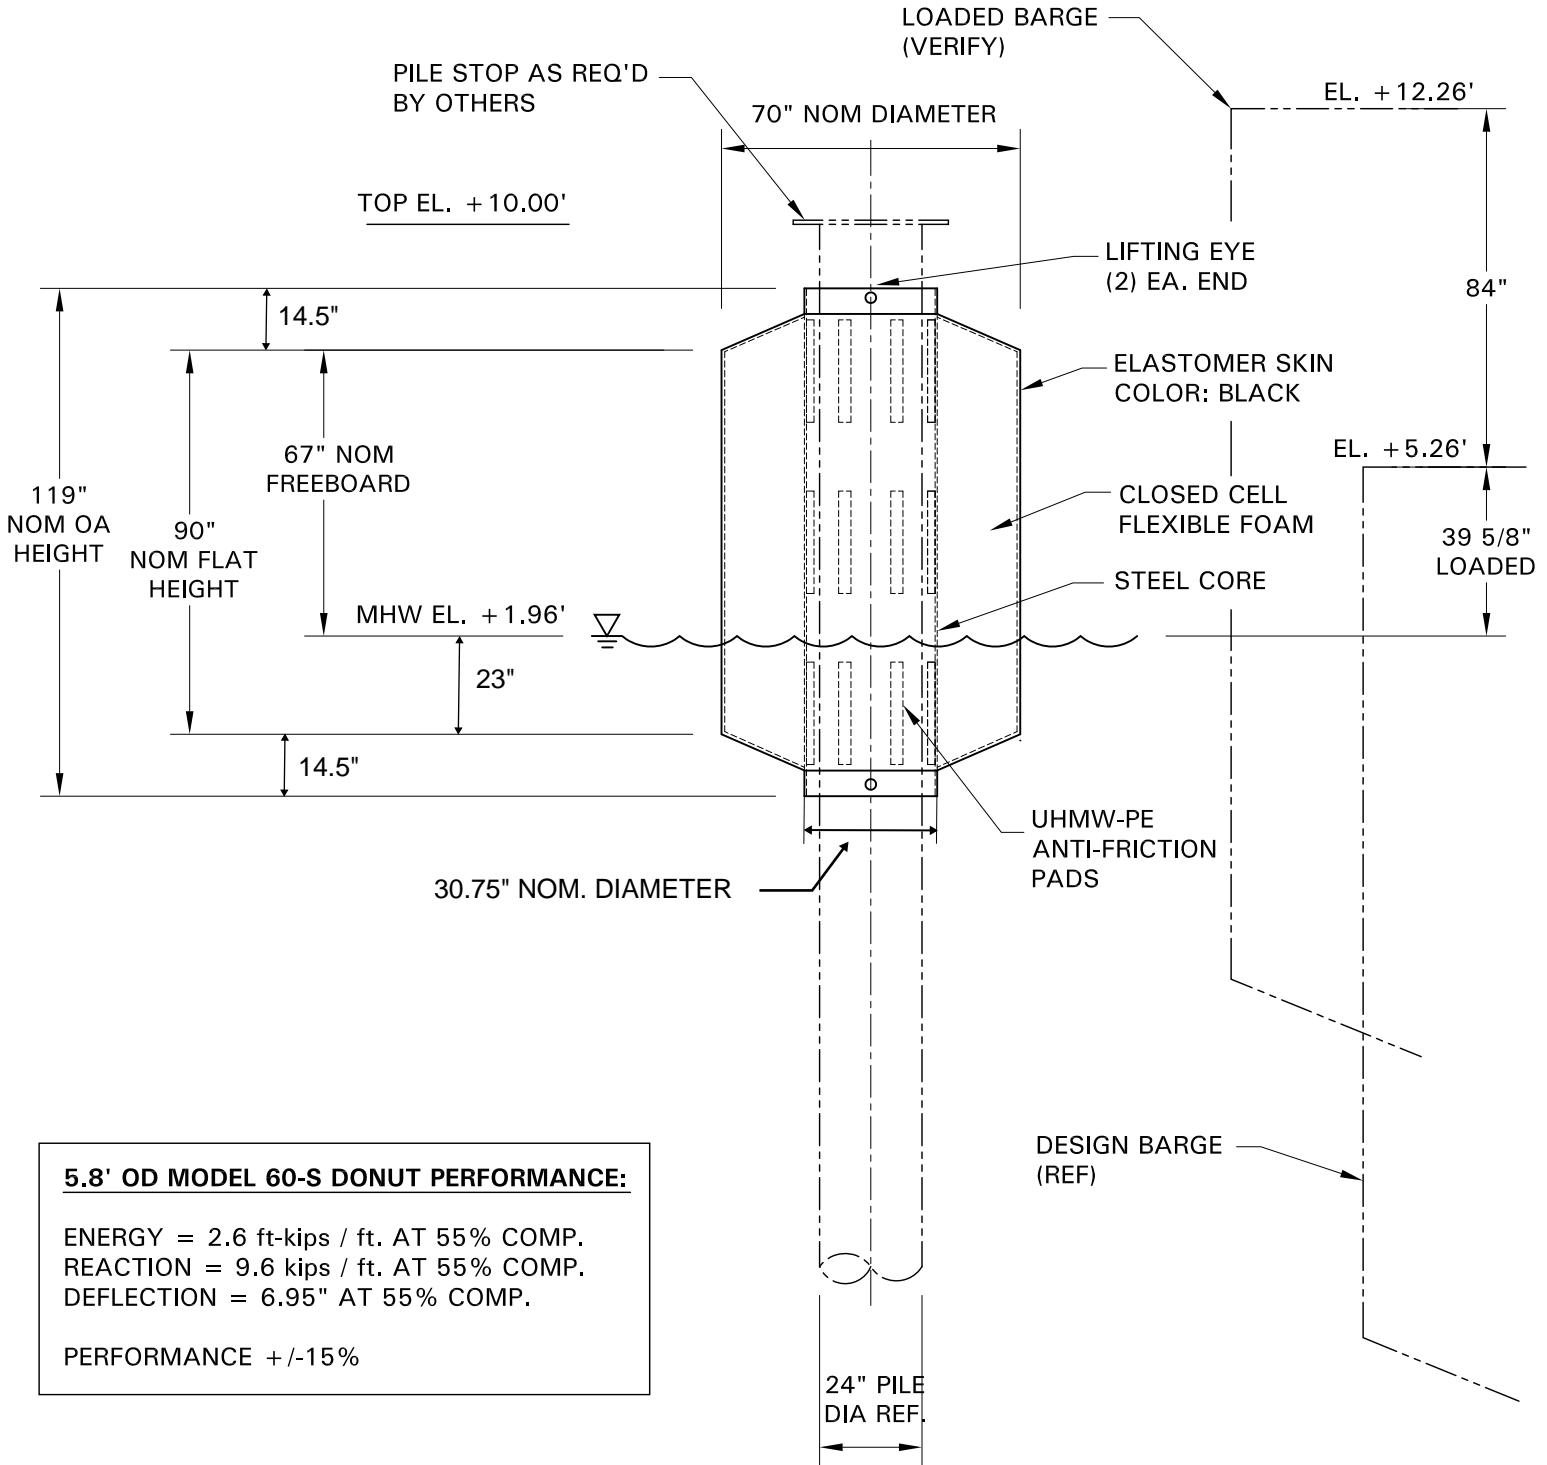 LOADED BARGE
(VERIFY)
PILE STOP AS REQ'D
BY OTHERS
EL. +12.26'
70" NOM DIAMETER
TOP EL. +10.00'
LIFTING EYE
(2) EA. END
84"
14.5"
ELASTOMER SKIN
COLOR: BLACK
EL. +5.26'
67" NOM
FREEBOARD
119"
NOM OA
HEIGHT
90"
NOM FLAT
HEIGHT
CLOSED CELL
FLEXIBLE FOAM
39 5/8"
LOADED
STEEL CORE
MHW EL. +1.96'
23"
14.5"
UHMW-PE
ANTI-FRICTION
PADS
30.75" NOM. DIAMETER
DESIGN BARGE
(REF)
5.8' OD MODEL 60-S DONUT PERFORMANCE:
ENERGY = 2.6 ft-kips / ft. AT 55% COMP.
REACTION = 9.6 kips / ft. AT 55% COMP.
DEFLECTION = 6.95" AT 55% COMP.
PERFORMANCE +/-15%
24" PILE
DIA REF.